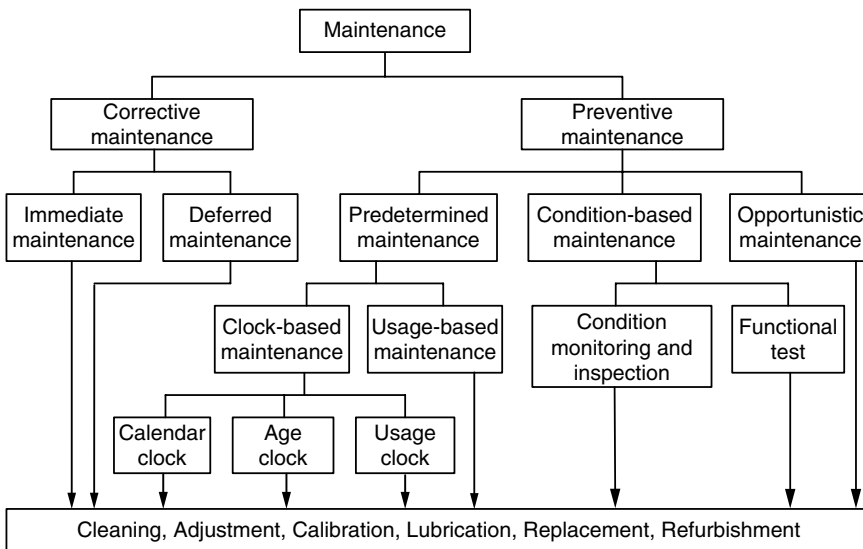 Maintenance
Corrective
maintenance
Preventive
maintenance
Immediate
maintenance
Deferred
maintenance
Predetermined
maintenance
Condition-based
maintenance
Opportunistic
maintenance
Clock-based
maintenance
Usage-based
maintenance
Condition
monitoring and
inspection
Functional
test
Calendar
clock
Age
clock
Usage
clock
Cleaning, Adjustment, Calibration, Lubrication, Replacement, Refurbishment